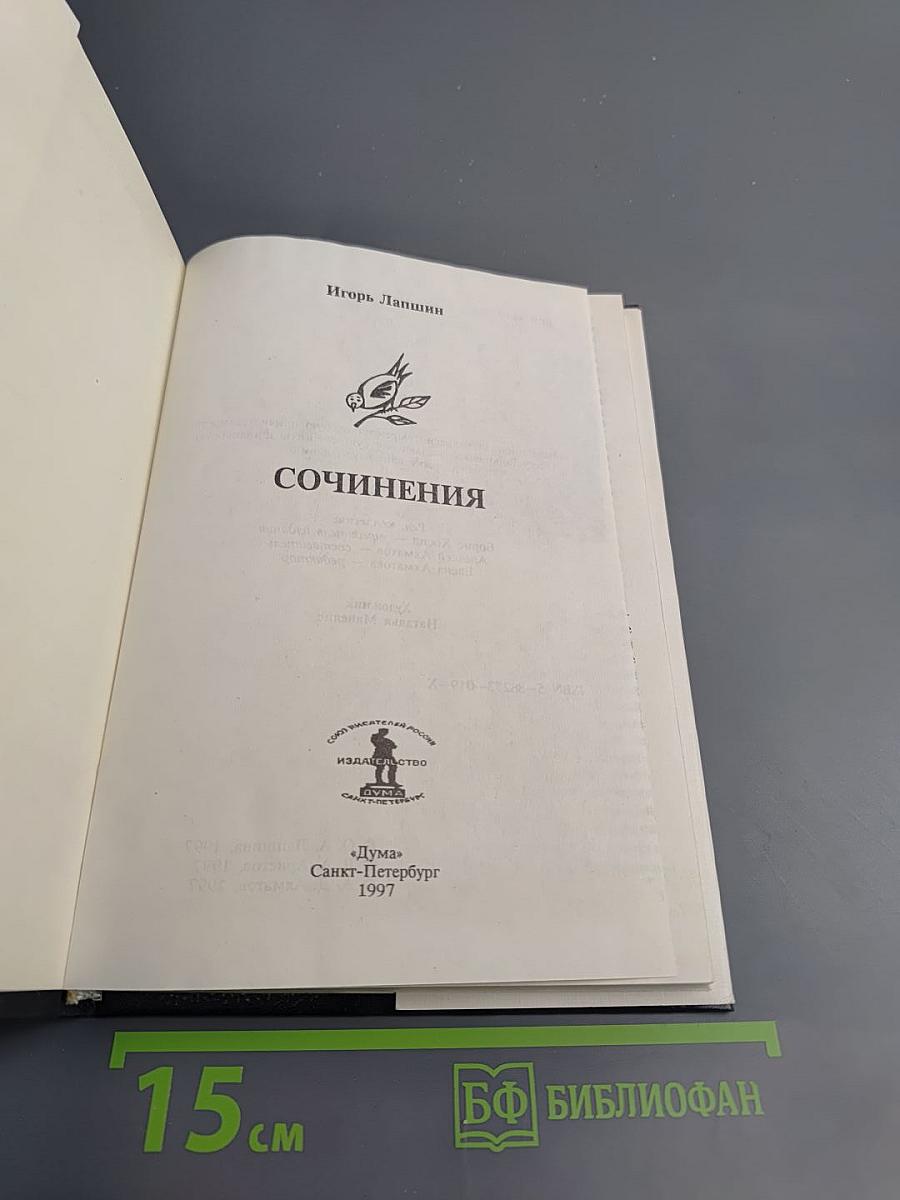 Игорь Лапшин
СОЧИНЕНИЯ
СОЮЗ ПИСАТЕЛЕЙ РОССИИ
ИЗДАТЕЛЬСТВО
ДУМА
САНКТ-ПЕТЕРБУРГ
«Дума»
Санкт-Петербург
1997
15 см
БФ БИБЛИОФАН